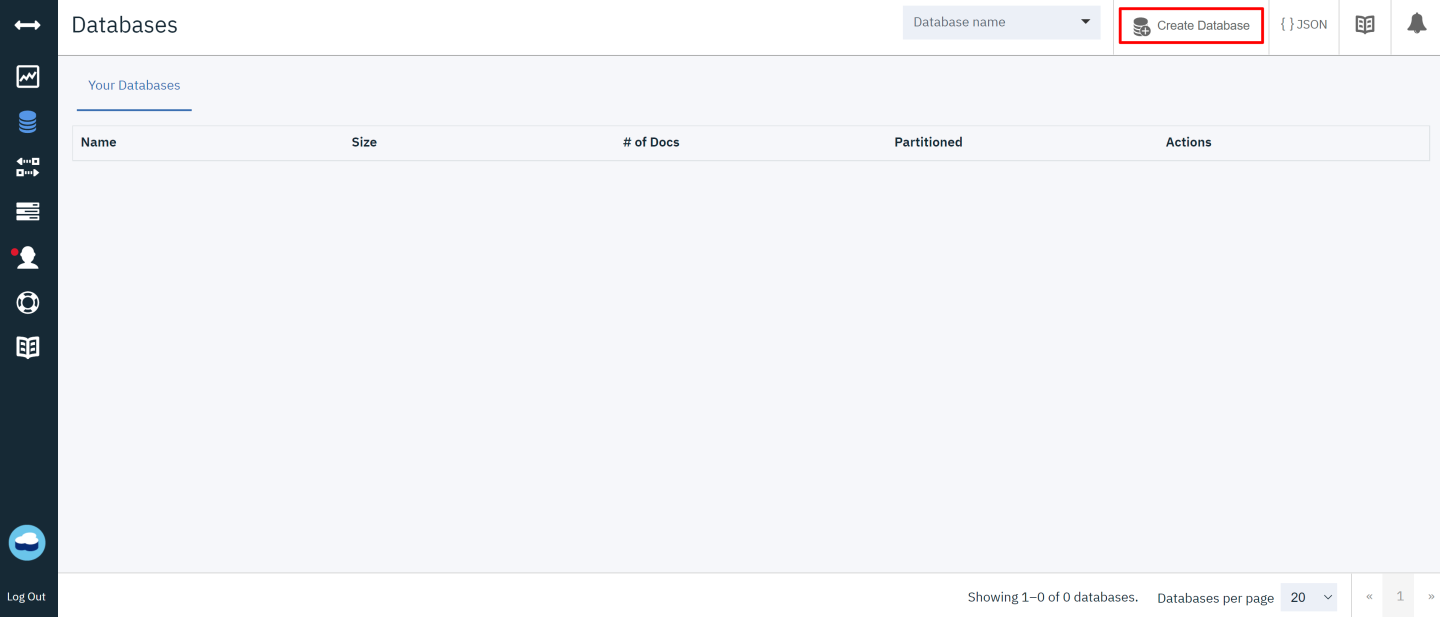 Databases
Database name
Create Database
{ } JSON
Your Databases
Name Size # of Docs Partitioned Actions
Log Out
Showing 1–0 of 0 databases. Databases per page 20 « 1 »